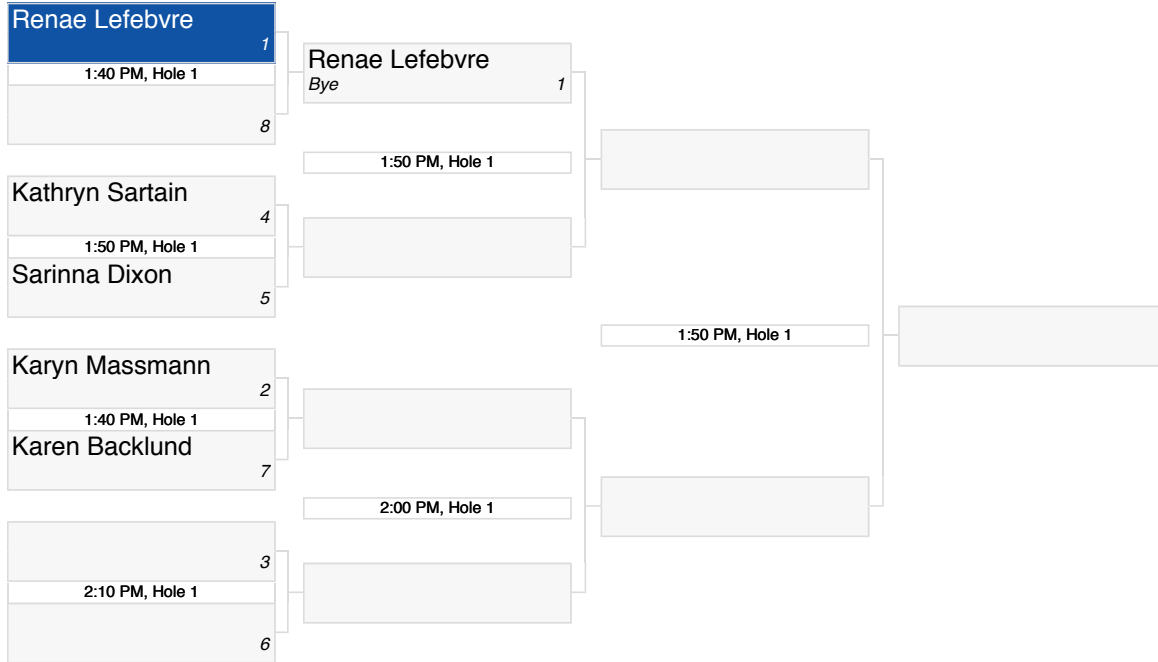 Renae Lefebvre
1
1:40 PM, Hole 1
8
Kathryn Sartain
4
1:50 PM, Hole 1
Sarinna Dixon
5
Karyn Massmann
2
1:40 PM, Hole 1
Karen Backlund
7
3
2:10 PM, Hole 1
6
Renae Lefebvre
Bye 1
1:50 PM, Hole 1
2:00 PM, Hole 1
1:50 PM, Hole 1